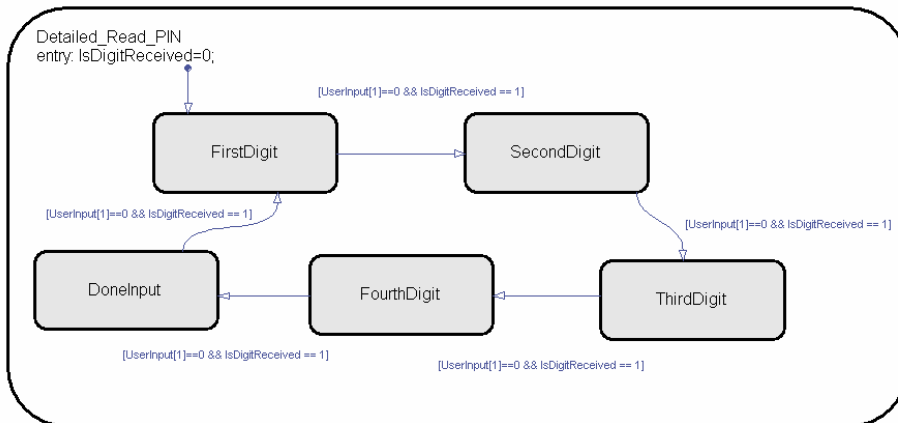 Detailed_Read_PIN
entry: IsDigitReceived=0;
[UserInput[1]==0 && IsDigitReceived == 1]
FirstDigit
SecondDigit
[UserInput[1]==0 && IsDigitReceived == 1]
[UserInput[1]==0 && IsDigitReceived == 1]
DoneInput
FourthDigit
ThirdDigit
[UserInput[1]==0 && IsDigitReceived == 1]
[UserInput[1]==0 && IsDigitReceived == 1]